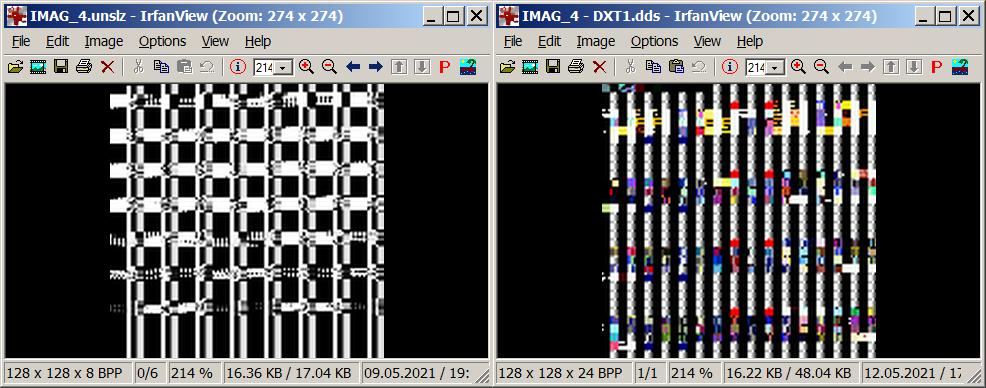 IMAG_4.unslz - IrfanView (Zoom: 274 x 274)
File Edit Image Options View Help
214
P
128 x 128 x 8 BPP 0/6 214 % 16.36 KB / 17.04 KB 09.05.2021 / 19:
IMAG_4 - DXT1.dds - IrfanView (Zoom: 274 x 274)
File Edit Image Options View Help
214
P
128 x 128 x 24 BPP 1/1 214 % 16.22 KB / 48.04 KB 12.05.2021 / 17